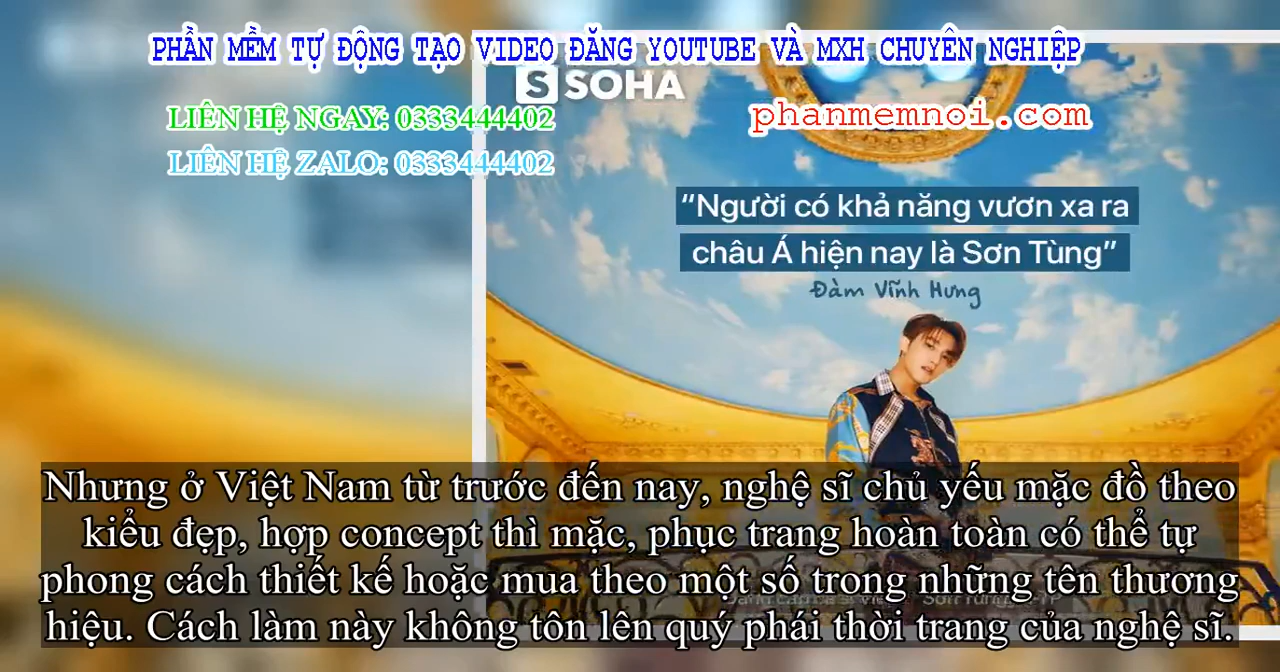 PHẦN MỀM TỰ ĐỘNG TẠO VIDEO ĐĂNG YOUTUBE VÀ MXH CHUYÊN NGHIỆP
S SOHA
LIÊN HỆ NGAY: 0333444402
phanmemnoi.com
LIÊN HỆ ZALO: 0333444402
“Người có khả năng vươn xa ra
châu Á hiện nay là Sơn Tùng”
Đàm Vĩnh Hưng
Nhưng ở Việt Nam từ trước đến nay, nghệ sĩ chủ yếu mặc đồ theo
kiểu đẹp, hợp concept thì mặc, phục trang hoàn toàn có thể tự
phong cách thiết kế hoặc mua theo một số trong những tên thương
hiệu. Cách làm này không tôn lên quý phái thời trang của nghệ sĩ.